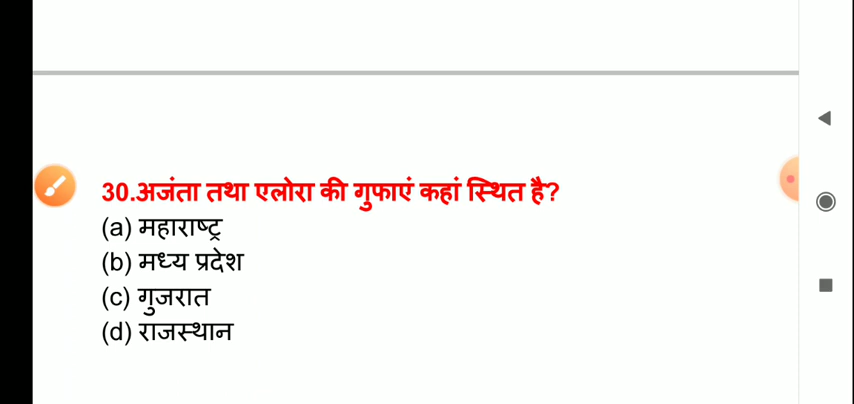 30.अजंता तथा एलोरा की गुफाएं कहां स्थित है?
(a) महाराष्ट्र
(b) मध्य प्रदेश
(c) गुजरात
(d) राजस्थान